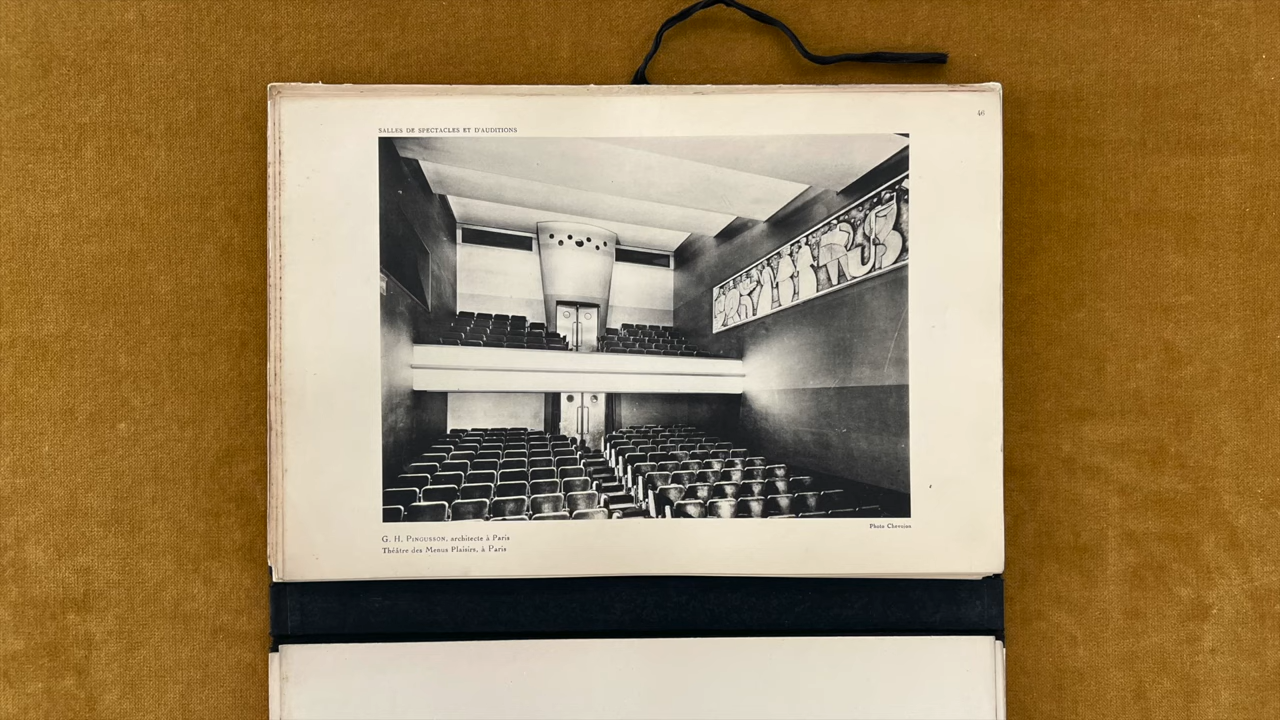 46
SALLES DE SPECTACLES ET D'AUDITIONS
Photo Chevojon
G. H. PINGUSSON, architecte à Paris
Théâtre des Menus Plaisirs, à Paris